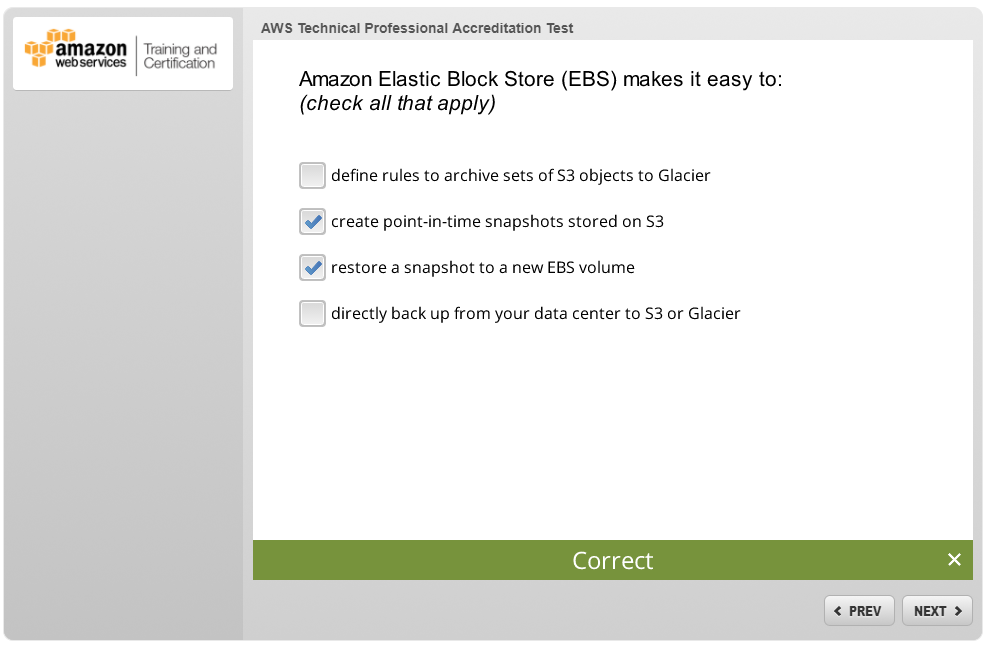 amazon
webservices
Training and
Certification
AWS Technical Professional Accreditation Test
Amazon Elastic Block Store (EBS) makes it easy to:
(check all that apply)
define rules to archive sets of S3 objects to Glacier
create point-in-time snapshots stored on S3
restore a snapshot to a new EBS volume
directly back up from your data center to S3 or Glacier
Correct
PREV
NEXT